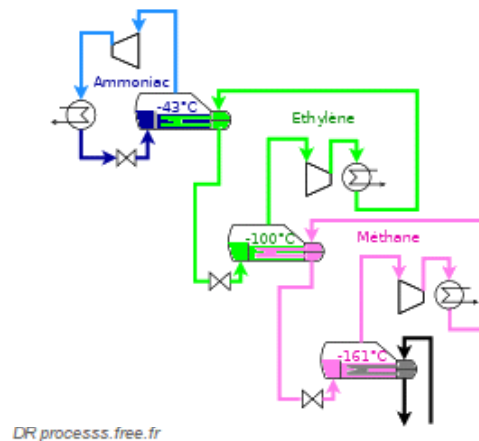 Ammoniac
-43°C
Ethylène
-100°C
Méthane
-161°C
DR processs.free.fr